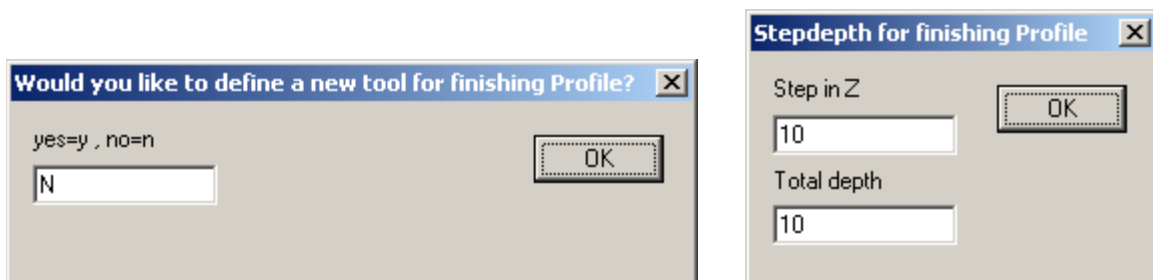 Would you like to define a new tool for finishing Profile?
yes=y , no=n
N
OK
Stepdepth for finishing Profile
Step in Z
10
OK
Total depth
10